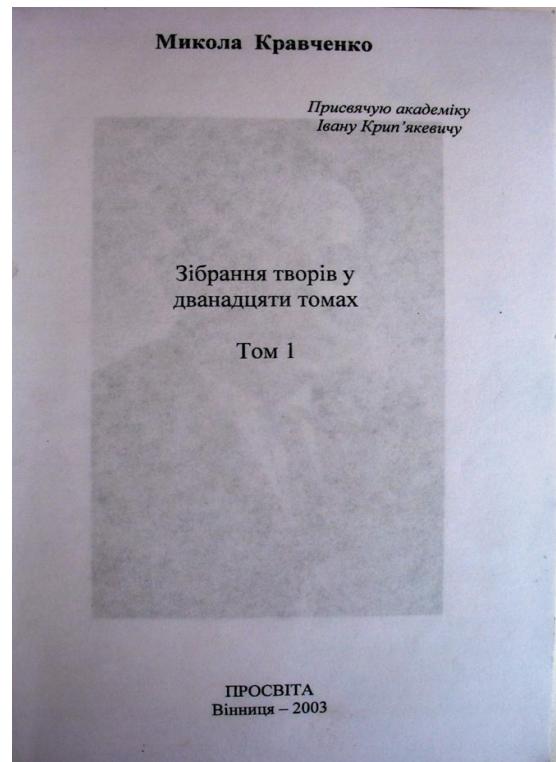 Микола Кравченко
Присвячую академіку
Івану Крип’якевичу
Зібрання творів у
дванадцяти томах
Том 1
ПРОСВІТА
Вінниця – 2003